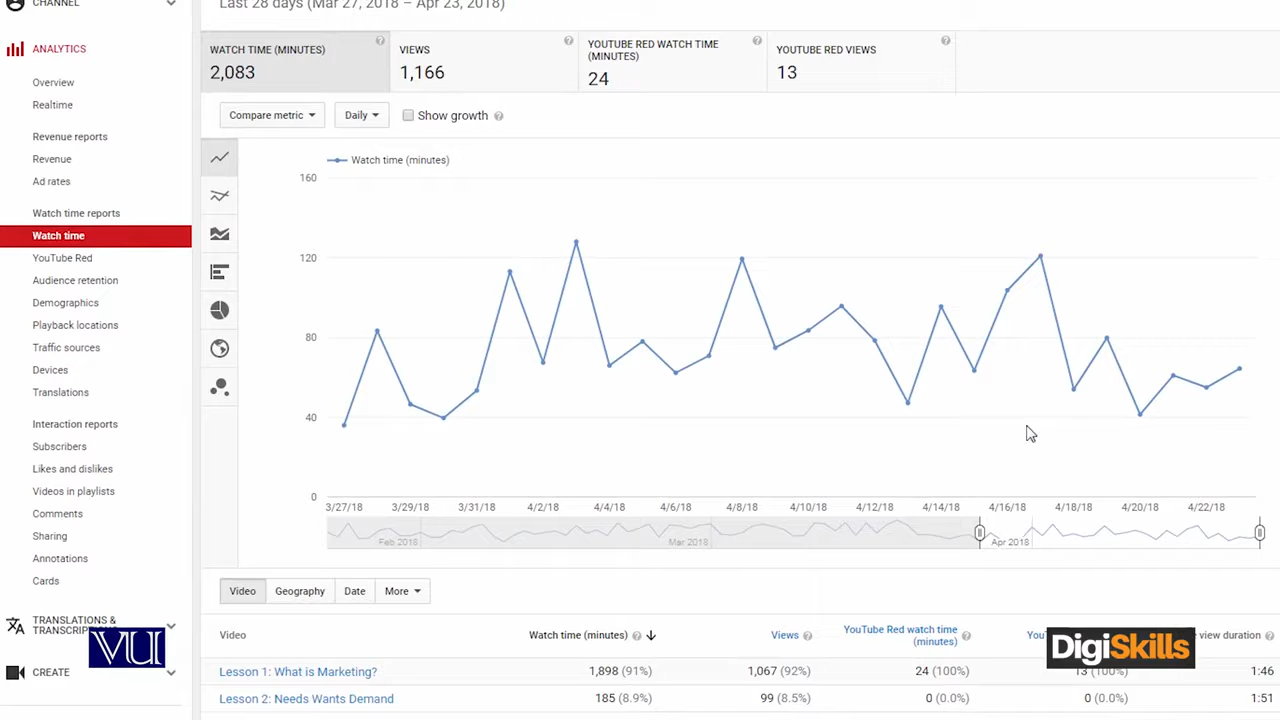 CHANNEL
Last 28 days (Mar 27, 2018 – Apr 23, 2018)
ANALYTICS
Overview
Realtime
Revenue reports
Revenue
Ad rates
Watch time reports
Watch time
YouTube Red
Audience retention
Demographics
Playback locations
Traffic sources
Devices
Translations
Interaction reports
Subscribers
Likes and dislikes
Videos in playlists
Comments
Sharing
Annotations
Cards
TRANSLATIONS &
TRANSCRIPTIONS
VU
CREATE
WATCH TIME (MINUTES)
2,083
VIEWS
1,166
YOUTUBE RED WATCH TIME
(MINUTES)
24
YOUTUBE RED VIEWS
13
Compare metric
Daily
Show growth
Watch time (minutes)
160
120
80
40
0
3/27/18 3/29/18 3/31/18 4/2/18 4/4/18 4/6/18 4/8/18 4/10/18 4/12/18 4/14/18 4/16/18 4/18/18 4/20/18 4/22/18
Feb 2018 Mar 2018 Apr 2018
Video Geography Date More
Video Watch time (minutes) Views YouTube Red watch time
(minutes) view duration
DigiSkills
Lesson 1: What is Marketing? 1,898 (91%) 1,067 (92%) 24 (100%) 13 (100%) 1:46
Lesson 2: Needs Wants Demand 185 (8.9%) 99 (8.5%) 0 (0.0%) 0 (0.0%) 1:51